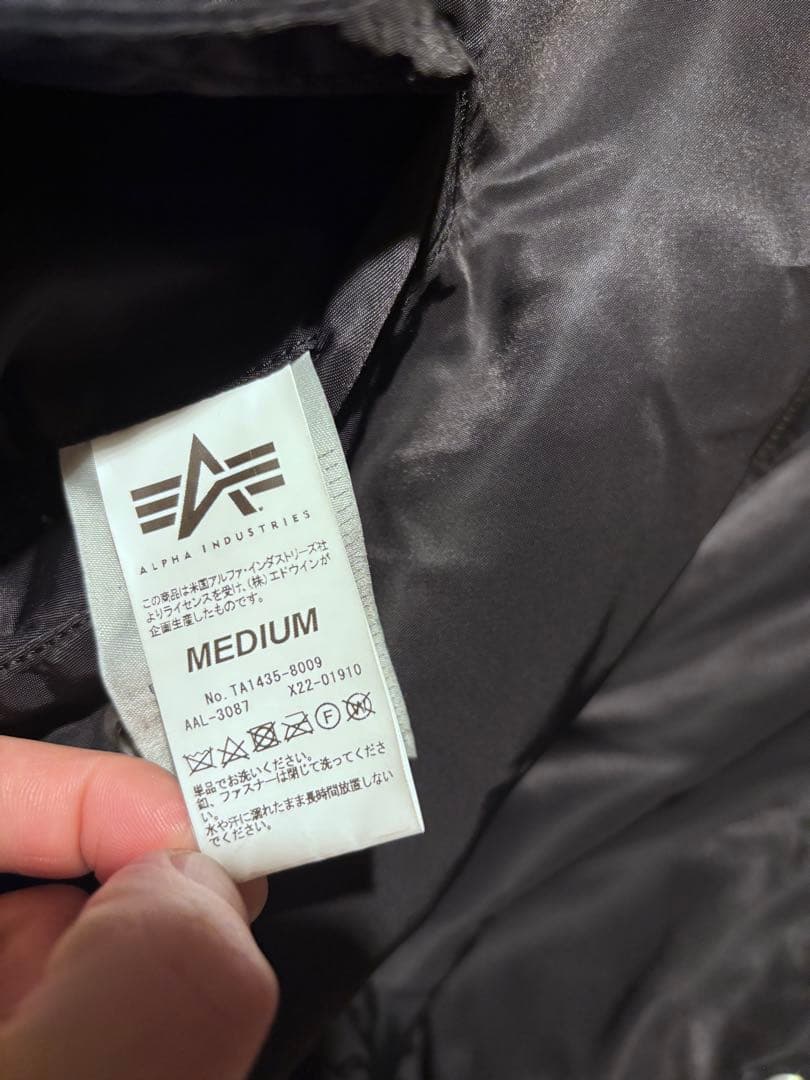 ALPHA INDUSTRIES
この商品は米国アルファ・インダストリーズ社
よりライセンスを受け、(株)エドウインが
企画生産したものです。
MEDIUM
No. TA1435-8009
AAL-3087 X22-01910
F W
単品でお洗いください。
釦、ファスナーは閉じて洗ってくださ
い。
水や汗に濡れたまま長時間放置しない
でください。